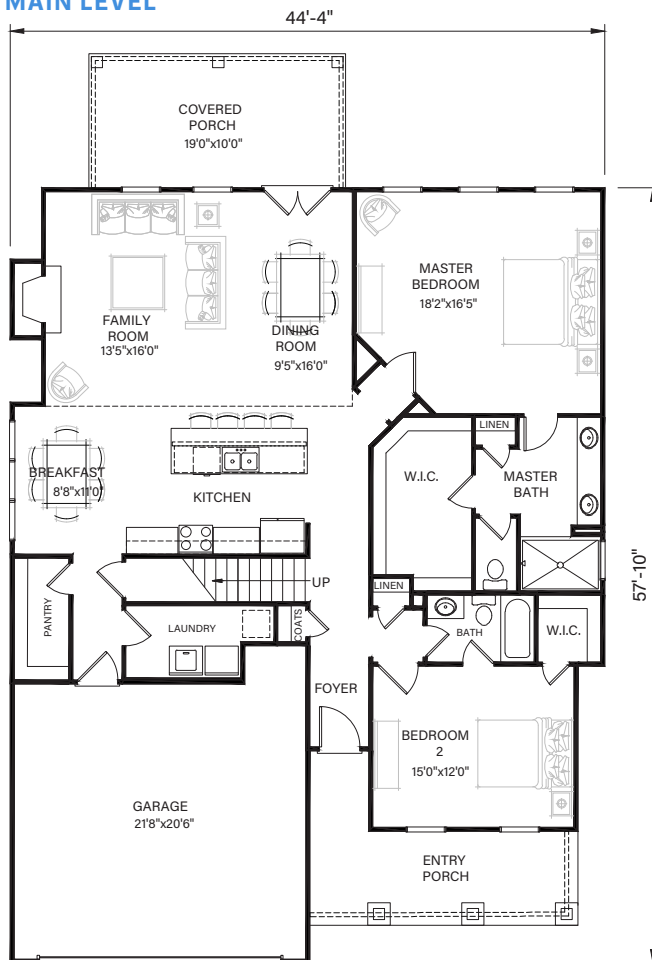 MAIN LEVEL
44'-4"
COVERED
PORCH
19'0"x10'0"
MASTER
BEDROOM
18'2"x16'5"
FAMILY
ROOM
13'5"x16'0"
DINING
ROOM
9'5"x16'0"
LINEN
W.I.C.
MASTER
BATH
BREAKFAST
8'8"x11'0"
KITCHEN
57'-10"
UP
LINEN
PANTRY
LAUNDRY
COATS
BATH
W.I.C.
FOYER
BEDROOM
2
15'0"x12'0"
GARAGE
21'8"x20'6"
ENTRY
PORCH